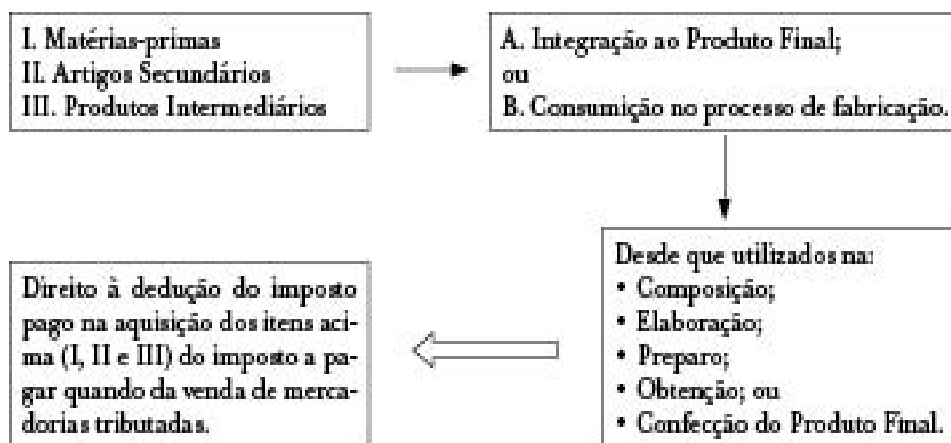 I. Matérias-primas
II. Artigos Secundários
III. Produtos Intermediários
A. Integração ao Produto Final;
ou
B. Consumição no processo de fabricação.
Desde que utilizados na:
• Composição;
• Elaboração;
• Preparo;
• Obtenção; ou
• Confecção do Produto Final.
Direito à dedução do imposto
pago na aquisição dos itens aci-
ma (I, II e III) do imposto a pa-
gar quando da venda de merca-
dorias tributadas.